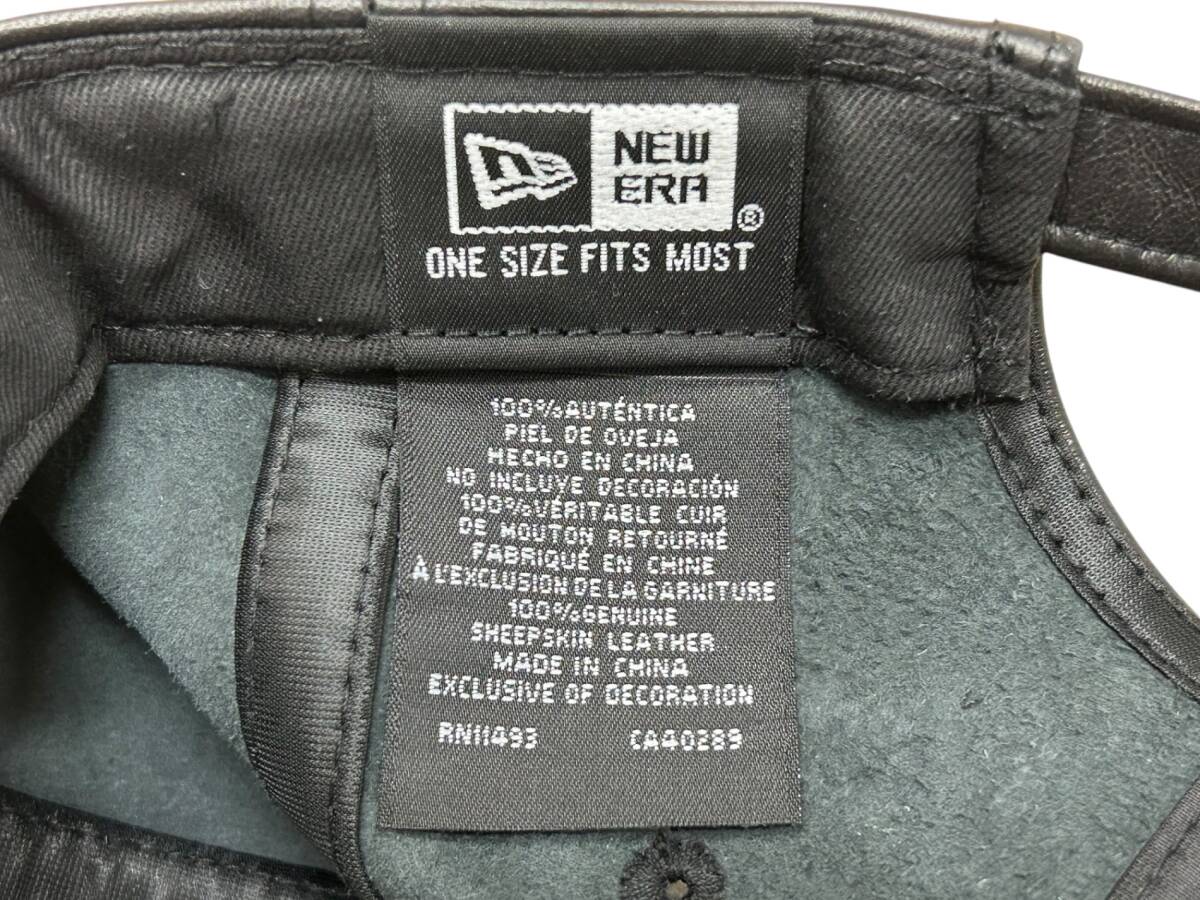 NEW
ERA
®
ONE SIZE FITS MOST
100%AUTÉNTICA
PIEL DE OVEJA
HECHO EN CHINA
NO INCLUYE DECORACIÓN
100%VÉRITABLE CUIR
DE MOUTON RETOURNÉ
FABRIQUÉ EN CHINE
À L'EXCLUSION DE LA GARNITURE
100%GENUINE
SHEEPSKIN LEATHER
MADE IN CHINA
EXCLUSIVE OF DECORATION
RN11493 CA40289